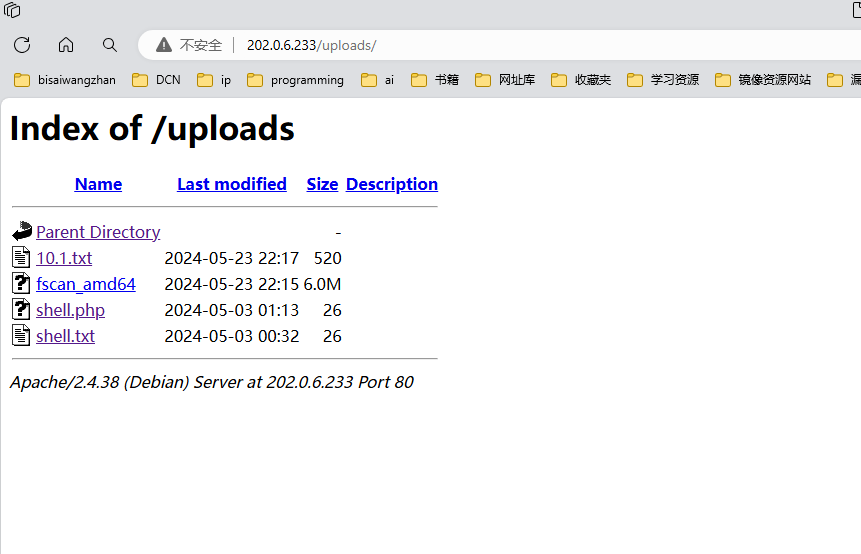 不安全 202.0.6.233/uploads/
bisaiwangzhan DCN ip programming ai 书籍 网址库 收藏夹 学习资源 镜像资源网站 漏
Index of /uploads
Name Last modified Size Description
Parent Directory -
10.1.txt 2024-05-23 22:17 520
fscan_amd64 2024-05-23 22:15 6.0M
shell.php 2024-05-03 01:13 26
shell.txt 2024-05-03 00:32 26
Apache/2.4.38 (Debian) Server at 202.0.6.233 Port 80